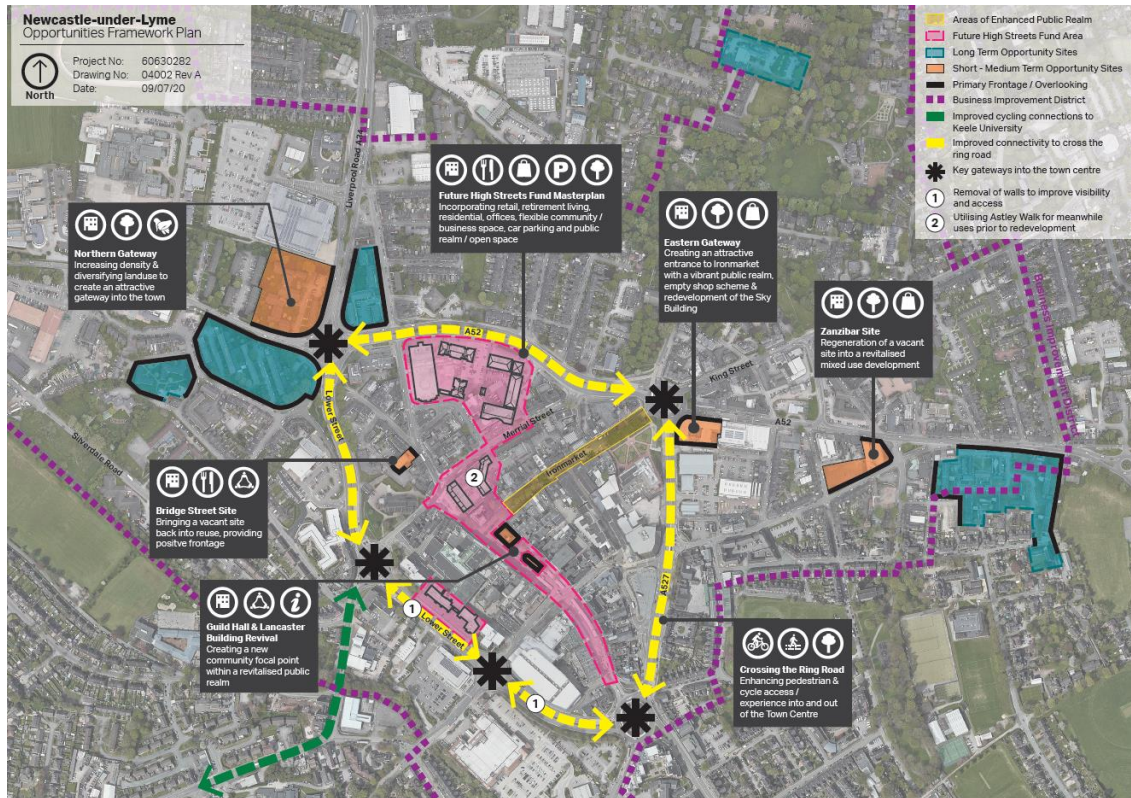 Newcastle-under-Lyme
Opportunities Framework Plan
North
Project No: 60630282
Drawing No: 04002 Rev A
Date: 09/07/20
Areas of Enhanced Public Realm
Future High Streets Fund Area
Long Term Opportunity Sites
Short - Medium Term Opportunity Sites
Primary Frontage / Overlooking
Business Improvement District
Improved cycling connections to
Keele University
Improved connectivity to cross the
ring road
Key gateways into the town centre
1 Removal of walls to improve visibility
and access
2 Utilising Astley Walk for meanwhile
uses prior to redevelopment
Liverpool Road A34
P
Future High Streets Fund Masterplan
Incorporating retail, retirement living,
residential, offices, flexible community /
business space, car parking and public
realm / open space
Northern Gateway
Increasing density &
diversifying landuse to
create an attractive
gateway into the town
Eastern Gateway
Creating an attractive
entrance to Ironmarket
with a vibrant public realm,
empty shop scheme &
redevelopment of the Sky
Building
Zanzibar Site
Regeneration of a vacant
site into a revitalised
mixed use development
Business Improvement District
A52
King Street
A52
Lower Street
Merrial Street
Ironmarket
Silverdale Road
2
Bridge Street Site
Bringing a vacant site
back into reuse, providing
positve frontage
A527
i
Guild Hall & Lancaster
Building Revival
Creating a new
community focal point
within a revitalised public
realm
1
Lower Street
1
Crossing the Ring Road
Enhancing pedestrian &
cycle access /
experience into and out
of the Town Centre